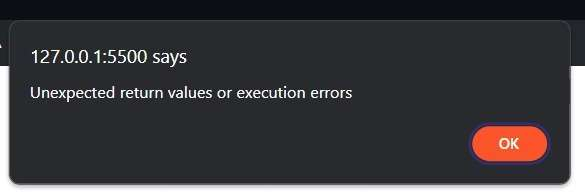 127.0.0.1:5500 says
Unexpected return values or execution errors
OK